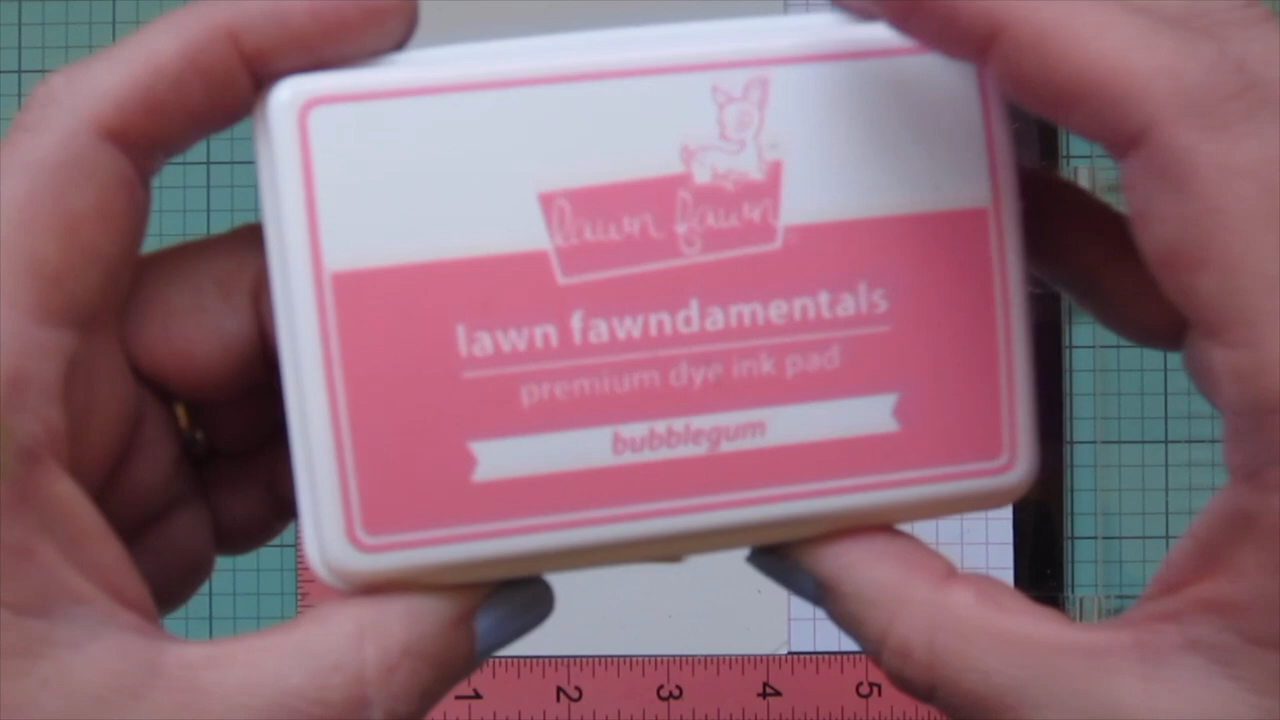 lawn fawn
lawn fawndamentals
premium dye ink pad
bubblegum
1 2 3 4 5